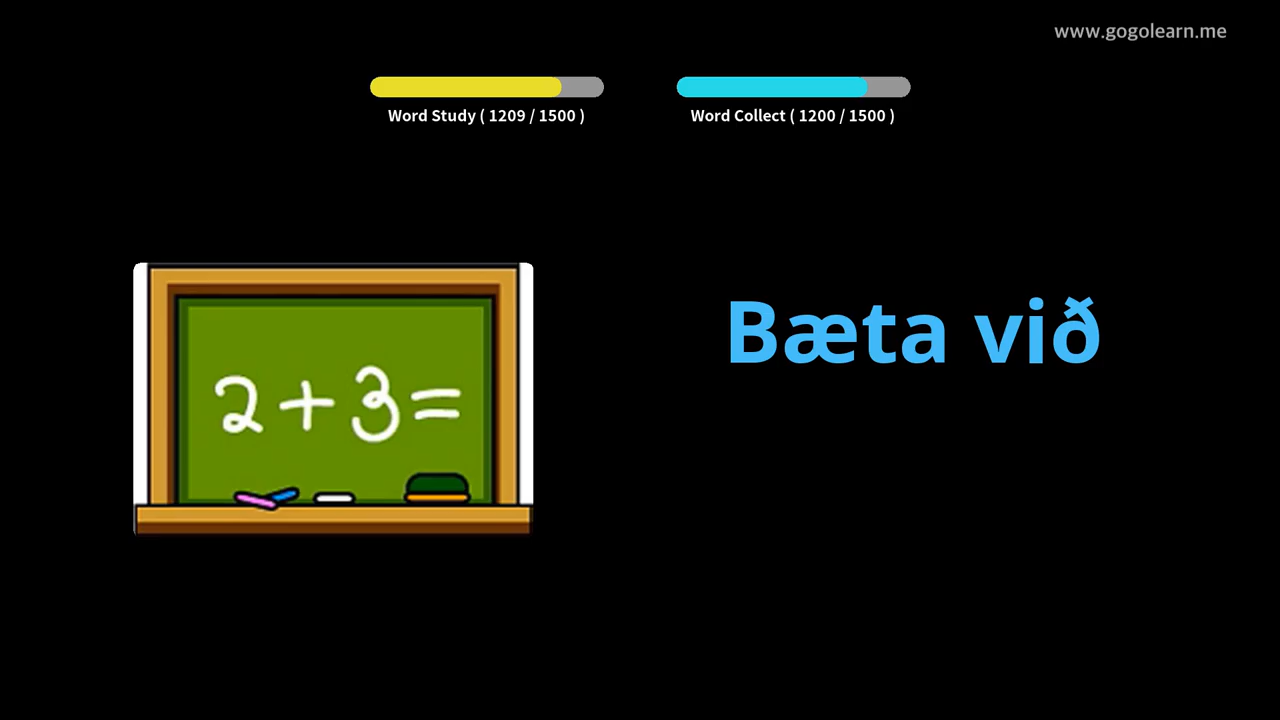 www.gogolearn.me
Word Study ( 1209 / 1500 )
Word Collect ( 1200 / 1500 )
2 + 3 =
Bæta við